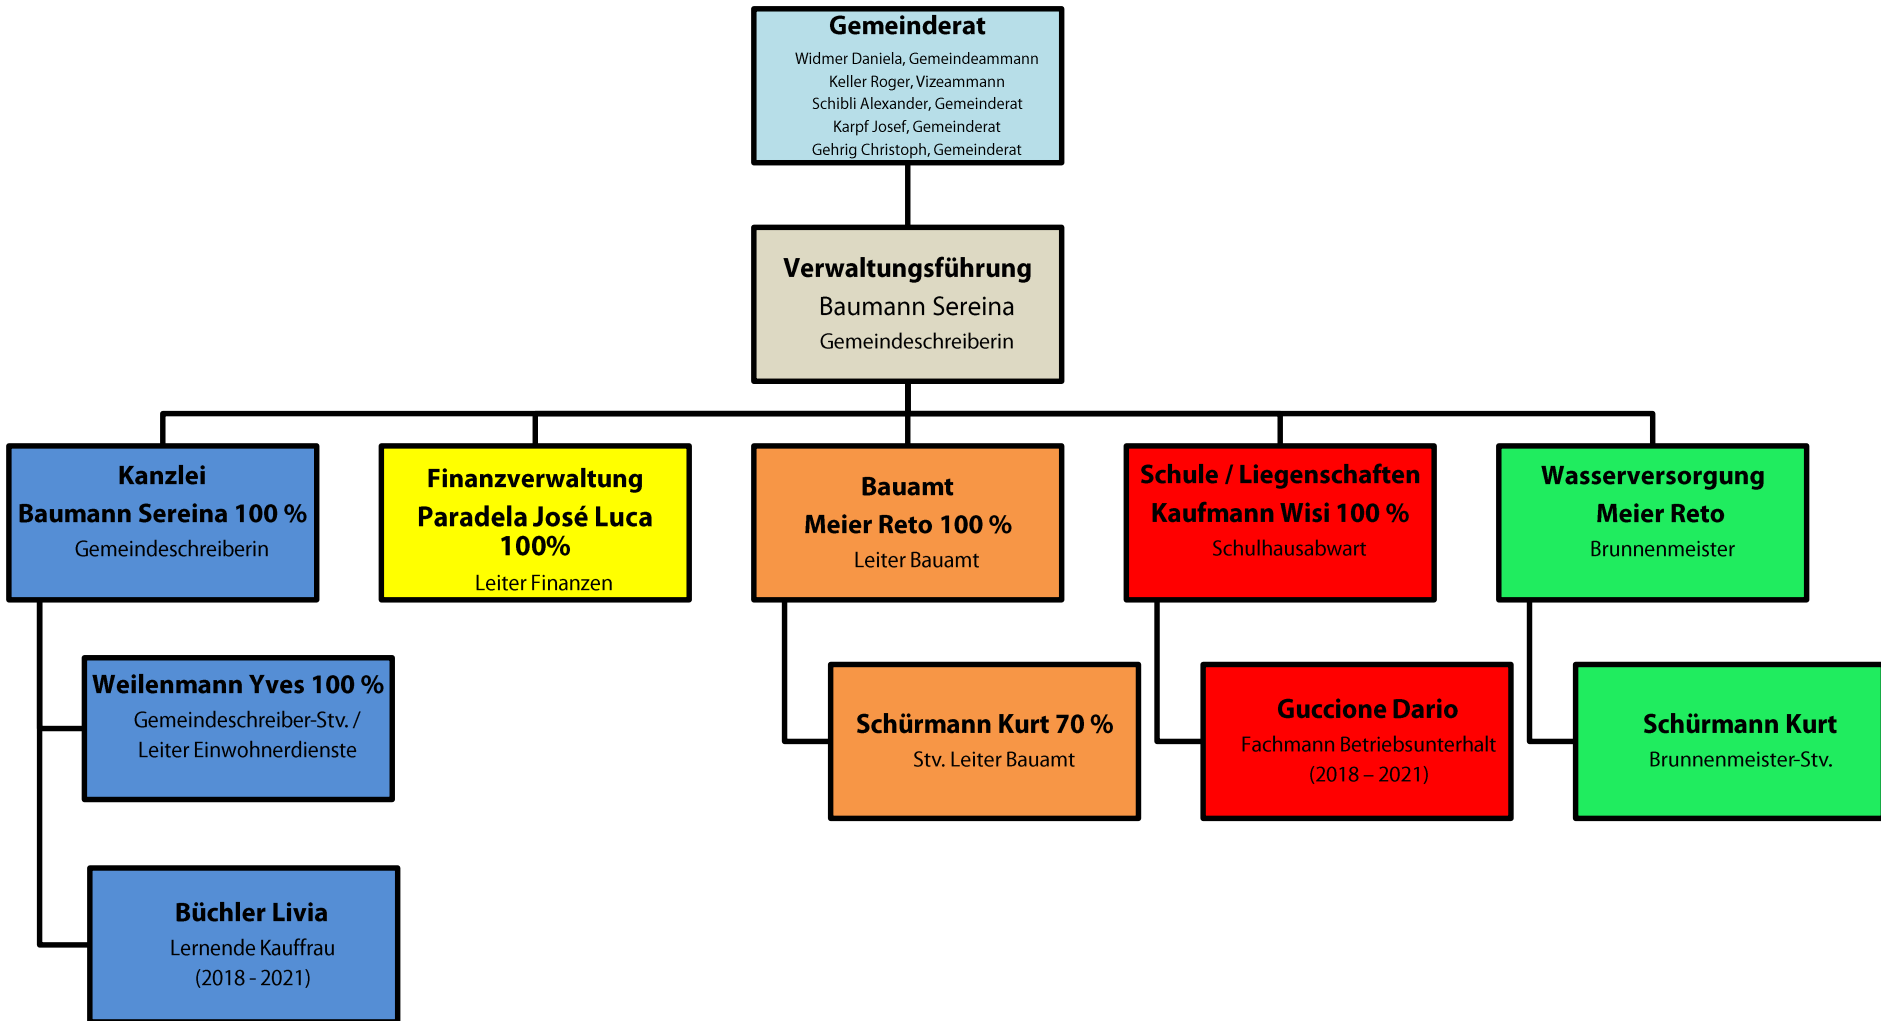 Gemeinderat
Widmer Daniela, Gemeindeammann
Keller Roger, Vizeammann
Schibli Alexander, Gemeinderat
Karpf Josef, Gemeinderat
Gehrig Christoph, Gemeinderat
Verwaltungsführung
Baumann Sereina
Gemeindeschreiberin
Kanzlei
Baumann Sereina 100 %
Gemeindeschreiberin
Finanzverwaltung
Paradela José Luca
100%
Leiter Finanzen
Bauamt
Meier Reto 100 %
Leiter Bauamt
Schule / Liegenschaften
Kaufmann Wisi 100 %
Schulhausabwart
Wasserversorgung
Meier Reto
Brunnenmeister
Weilenmann Yves 100 %
Gemeindeschreiber-Stv. /
Leiter Einwohnerdienste
Schürmann Kurt 70 %
Stv. Leiter Bauamt
Guccione Dario
Fachmann Betriebsunterhalt
(2018 – 2021)
Schürmann Kurt
Brunnenmeister-Stv.
Büchler Livia
Lernende Kauffrau
(2018 - 2021)